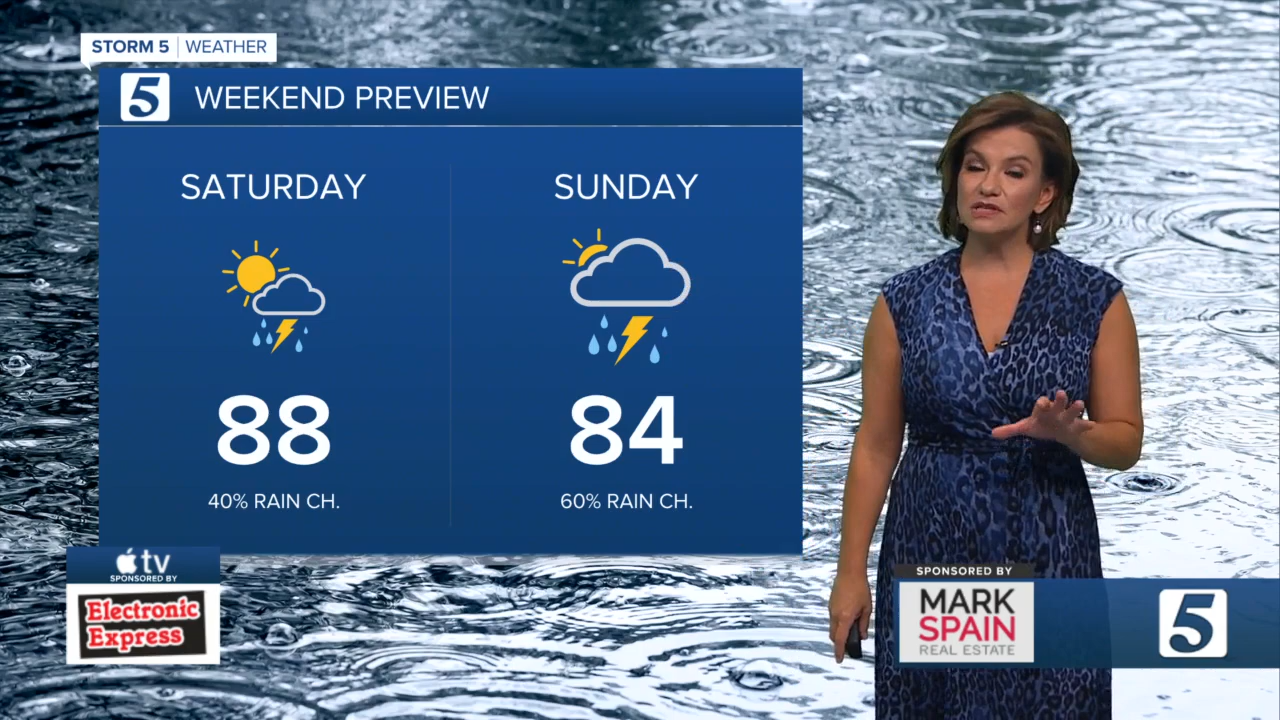 STORM 5 | WEATHER
5 WEEKEND PREVIEW
SATURDAY
88
40% RAIN CH.
SUNDAY
84
60% RAIN CH.
tv
SPONSORED BY
Electronic
Express
SPONSORED BY
MARK
SPAIN
REAL ESTATE
5